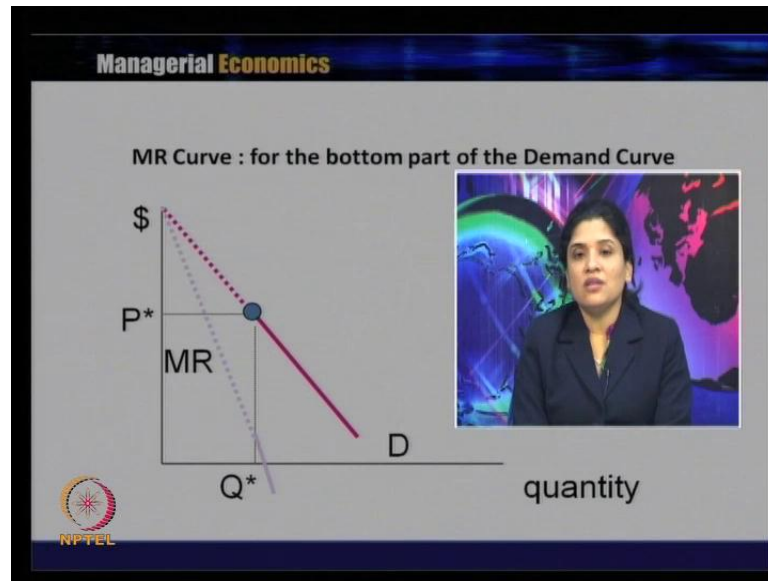 Managerial Economics
MR Curve : for the bottom part of the Demand Curve
$
P*
MR
D
Q*
quantity
NPTEL